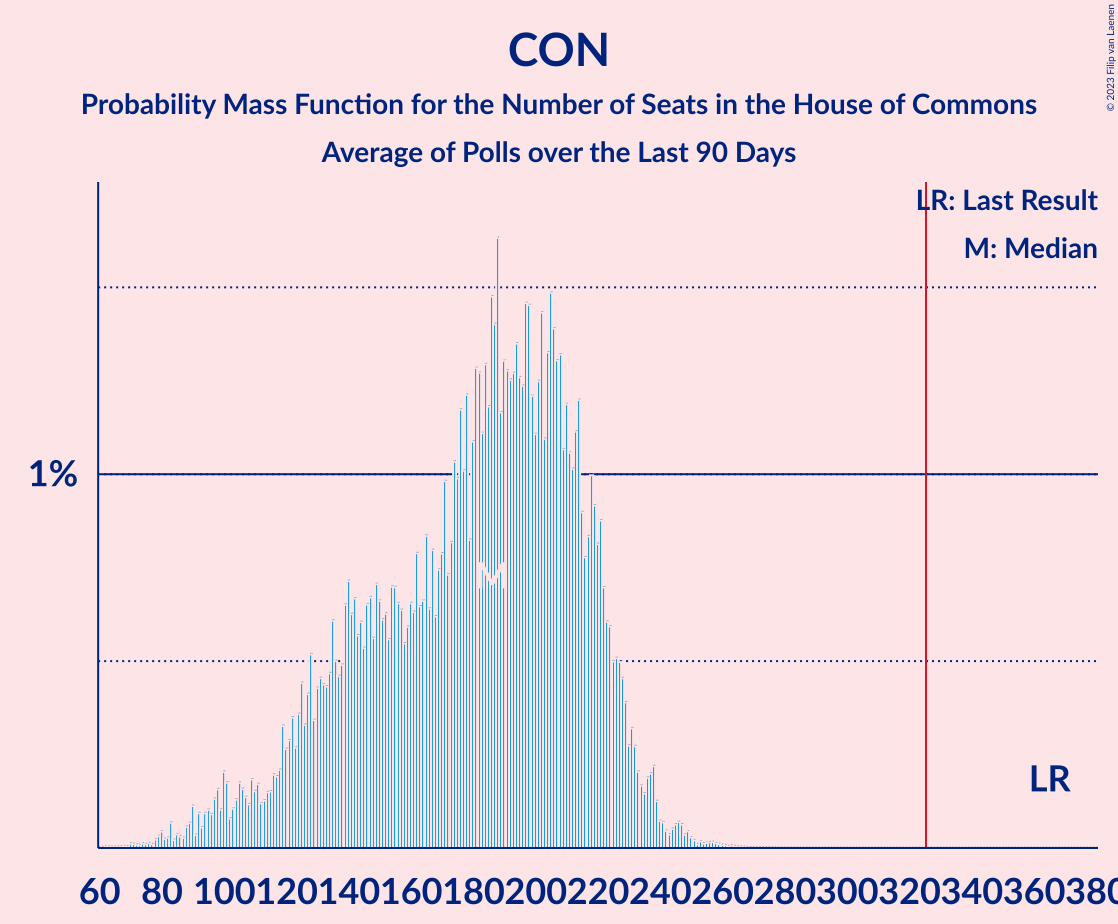 CON
Probability Mass Function for the Number of Seats in the House of Commons
Average of Polls over the Last 90 Days
© 2023 Filip van Laenen
LR: Last Result
M: Median
1%
M
LR
60 80 100 120 140 160 180 200 220 240 260 280 300 320 340 360 380